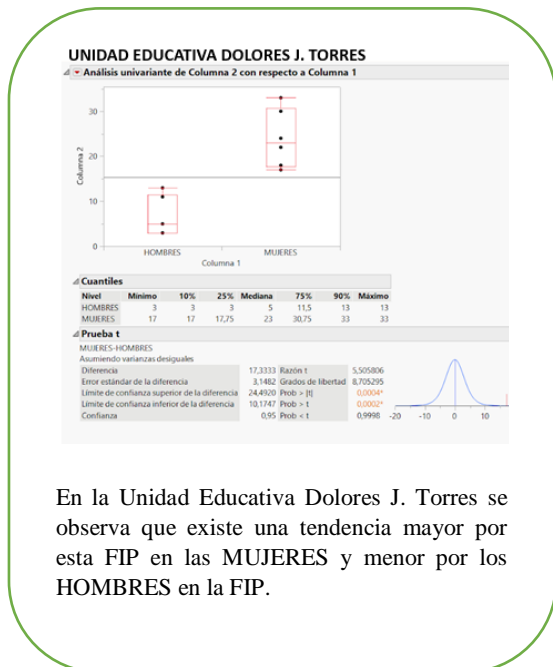 UNIDAD EDUCATIVA DOLORES J. TORRES
Análisis univariante de Columna 2 con respecto a Columna 1
30
20
10
0
Columna 2
HOMBRES MUJERES
Columna 1
Cuantiles
Nivel Mínimo 10% 25% Mediana 75% 90% Máximo
HOMBRES 3 3 3 5 11,5 13 13
MUJERES 17 17 17,75 23 30,75 33 33
Prueba t
MUJERES-HOMBRES
Asumiendo varianzas desiguales
Diferencia 17,3333 Razón t 5,505806
Error estándar de la diferencia 3,1482 Grados de libertad 8,705295
Límite de confianza superior de la diferencia 24,4920 Prob > |t| 0,0004*
Límite de confianza inferior de la diferencia 10,1747 Prob > t 0,0002*
Confianza 0,95 Prob < t 0,9998
-20 -10 0 10
En la Unidad Educativa Dolores J. Torres se
observa que existe una tendencia mayor por
esta FIP en las MUJERES y menor por los
HOMBRES en la FIP.